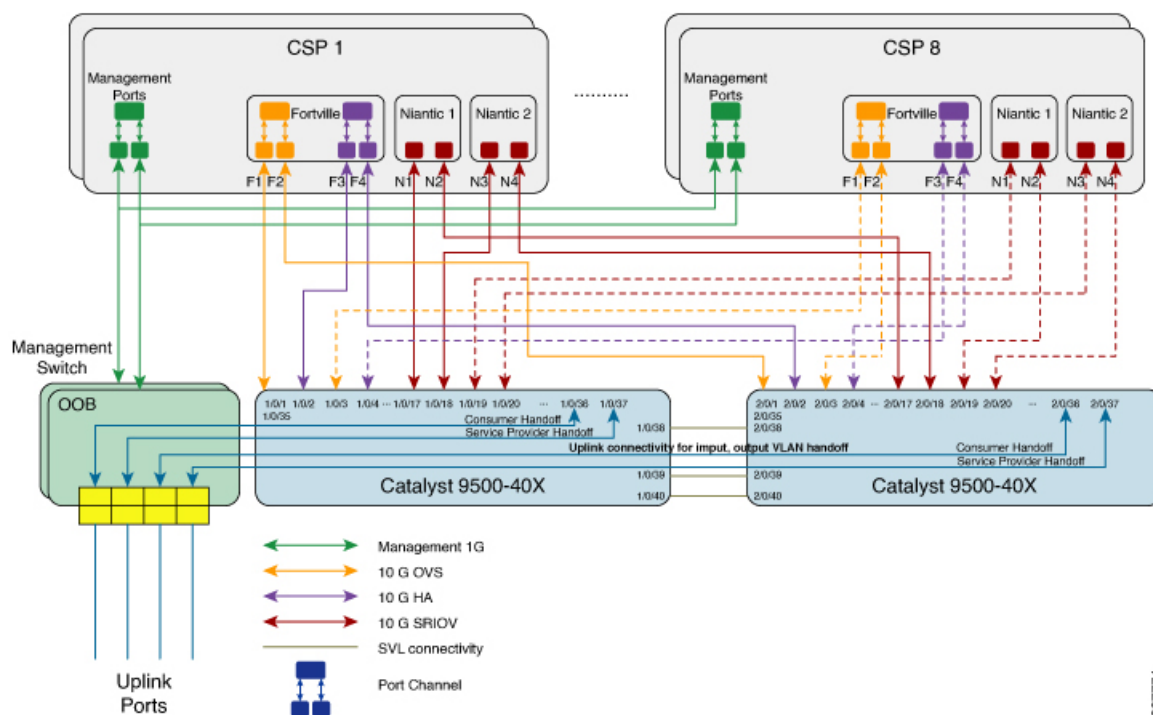 CSP 1
CSP 8
Management
Ports
Fortville
Niantic 1
Niantic 2
..........
Management
Ports
Fortville
Niantic 1
Niantic 2
F1 F2 F3 F4 N1 N2 N3 N4
F1 F2 F3 F4 N1 N2 N3 N4
Management
Switch
OOB
1/0/1 1/0/2 1/0/3 1/0/4 ... 1/0/17 1/0/18 1/0/19 1/0/20 ... 1/0/36 1/0/37
1/0/35
Consumer Handoff
Service Provider Handoff
1/0/38
2/0/1 2/0/2 2/0/3 2/0/4 ... 2/0/17 2/0/18 2/0/19 2/0/20 ... 2/0/36 2/0/37
2/0/35
2/0/38
Uplink connectivity for imput, output VLAN handoff
Consumer Handoff
Service Provider Handoff
1/0/39
2/0/39
Catalyst 9500-40X
Catalyst 9500-40X
1/0/40
2/0/40
Management 1G
10 G OVS
10 G HA
10 G SRIOV
SVL connectivity
Port Channel
Uplink
Ports